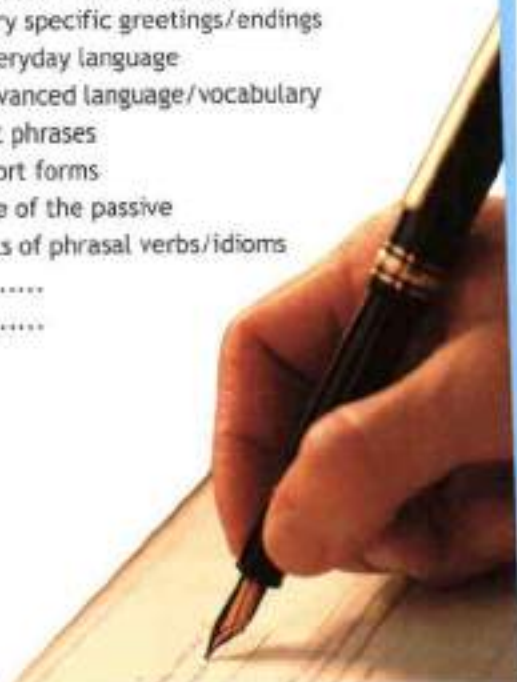 ry specific greetings/endings
eryday language
vanced language/vocabulary
t phrases
ort forms
e of the passive
ts of phrasal verbs/idioms
......
......